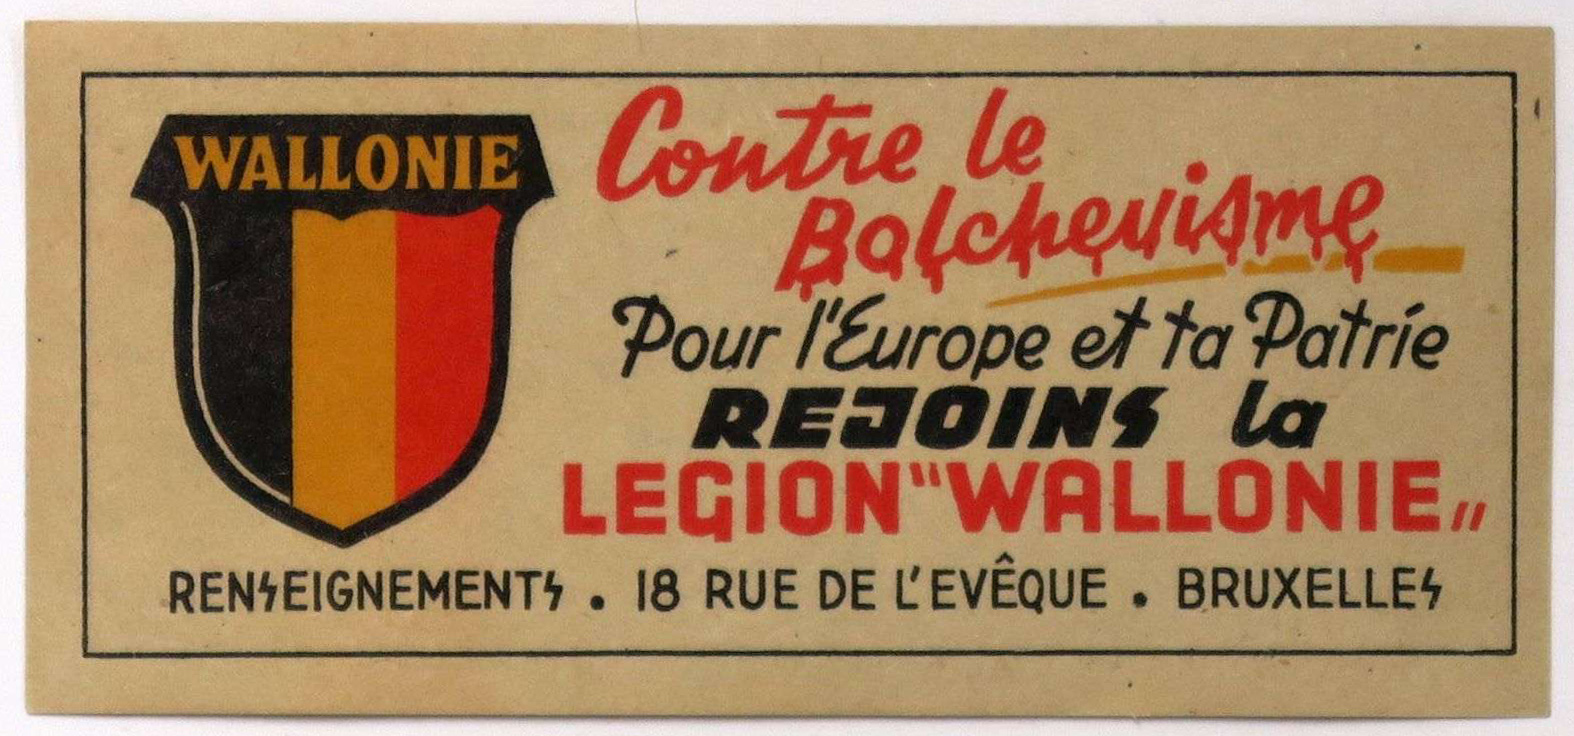 WALLONIE
Contre le
Bolchevisme
Pour l'Europe et ta Patrie
REJOINS la
LEGION "WALLONIE„
RENSEIGNEMENTS . 18 RUE DE L'EVÊQUE . BRUXELLES